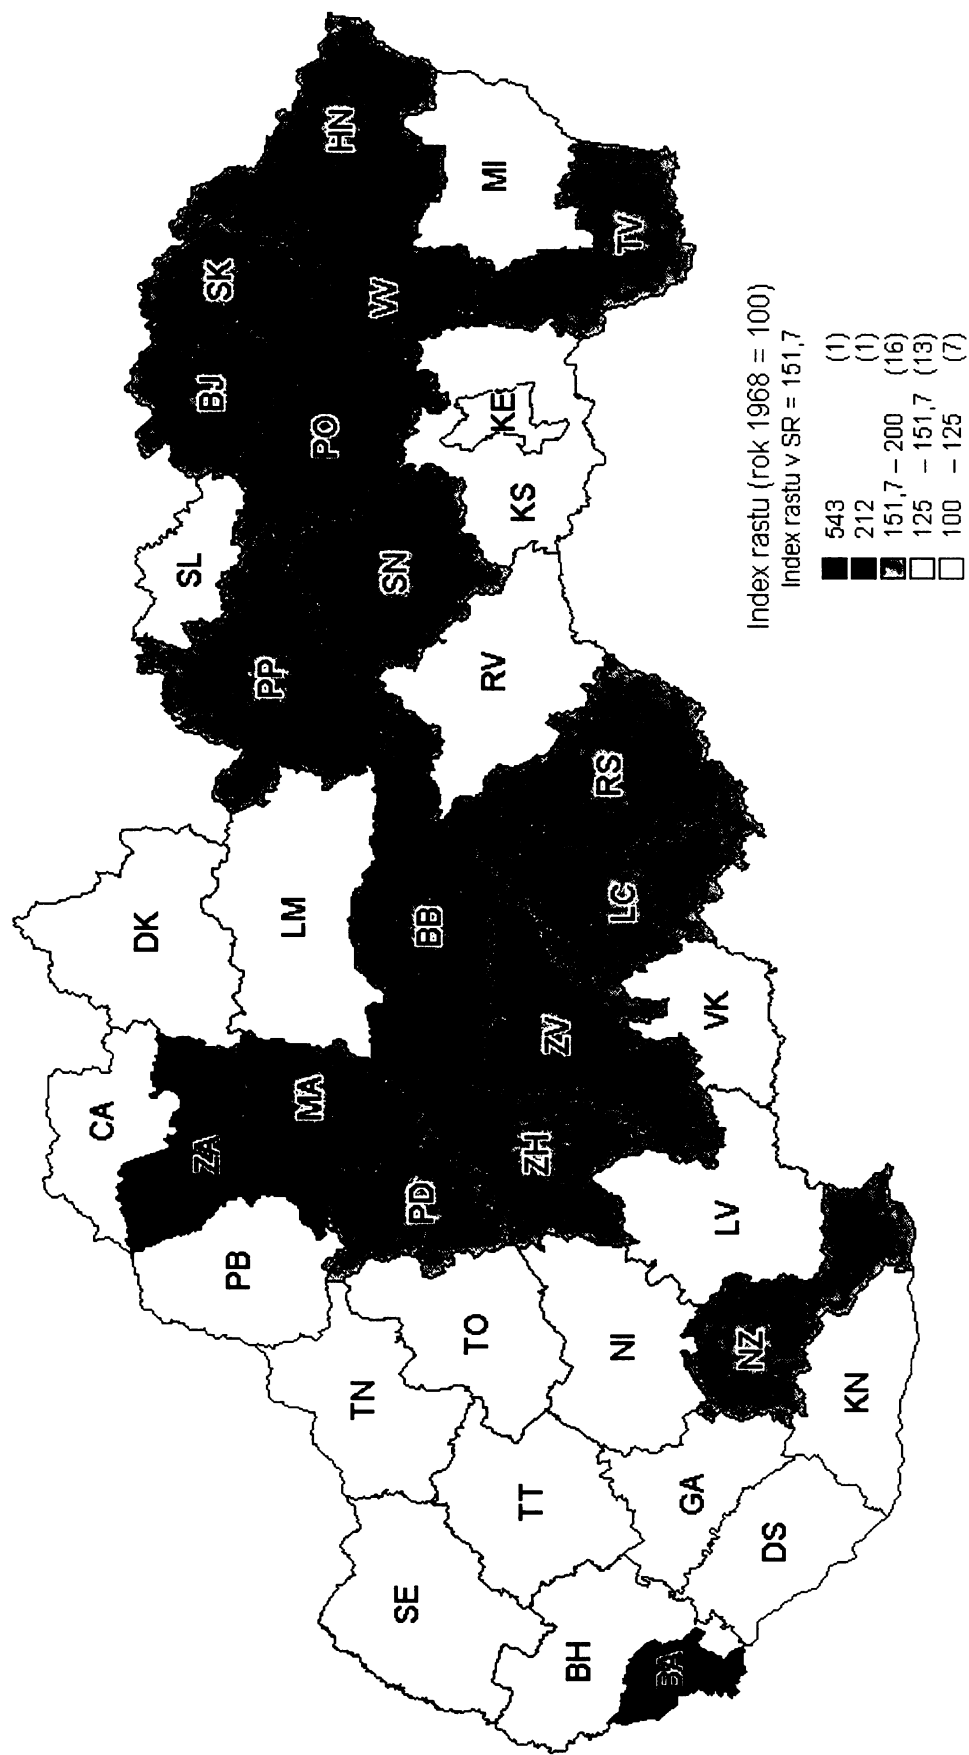 CA
DK
ZA
SL
BJ
SK
PB
MA
LM
PP
PO
HN
TN
PD
BB
SN
VV
SE
TO
ZH
ZV
RV
KS
KE
MI
TT
NI
LC
RS
TV
BH
GA
LV
VK
BA
DS
NZ
KN
Index rastu (rok 1968 = 100)
Index rastu v SR = 151,7
543 (1)
212 (1)
151,7 – 200 (16)
125 – 151,7 (13)
100 – 125 (7)